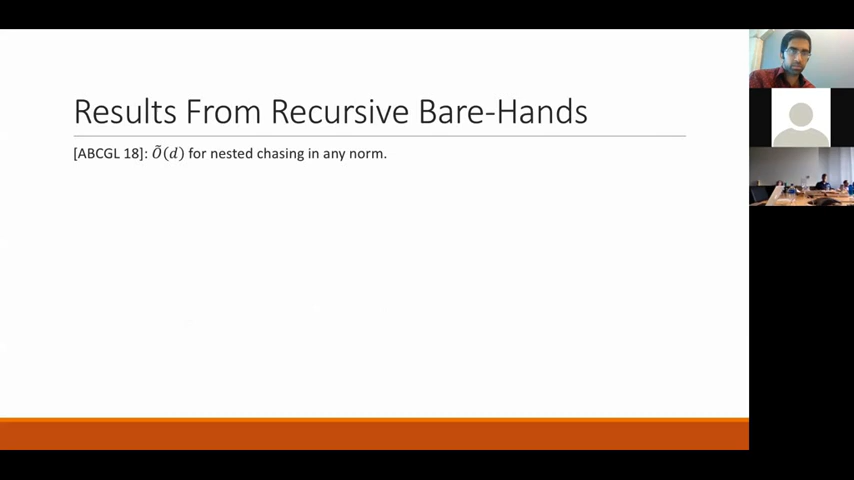 Results From Recursive Bare-Hands
[ABCGL 18]: Õ(d) for nested chasing in any norm.